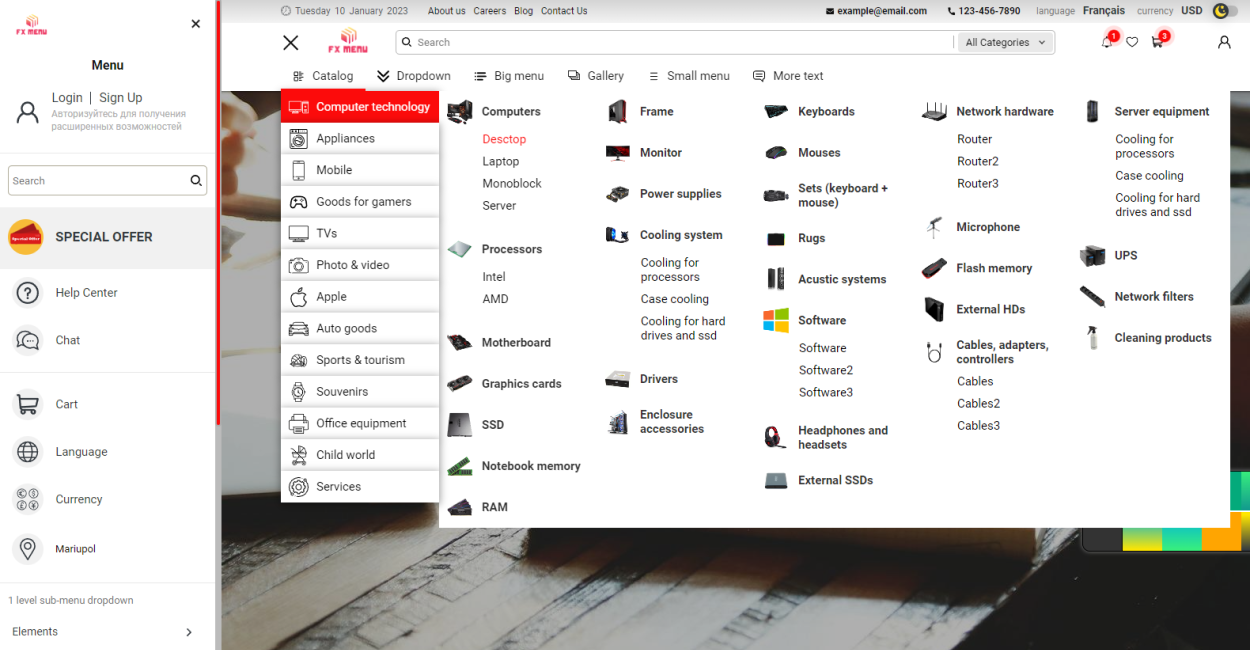 FX MENU
Menu
Login | Sign Up
Авторизуйтесь для получения
расширенных возможностей
Search
Special Offer
SPECIAL OFFER
Help Center
Chat
Cart
Language
Currency
Mariupol
1 level sub-menu dropdown
Elements
Tuesday 10 January 2023
About us
Careers
Blog
Contact Us
example@email.com
123-456-7890
language
Français
currency
USD
FX MENU
Search
All Categories
1
3
Catalog
Dropdown
Big menu
Gallery
Small menu
More text
Computer technology
Appliances
Mobile
Goods for gamers
TVs
Photo & video
Apple
Auto goods
Sports & tourism
Souvenirs
Office equipment
Child world
Services
Computers
Desctop
Laptop
Monoblock
Server
Processors
Intel
AMD
Motherboard
Graphics cards
SSD
Notebook memory
RAM
Frame
Monitor
Power supplies
Cooling system
Cooling for
processors
Case cooling
Cooling for hard
drives and ssd
Drivers
Enclosure
accessories
Keyboards
Mouses
Sets (keyboard +
mouse)
Rugs
Acustic systems
Software
Software
Software2
Software3
Headphones and
headsets
External SSDs
Network hardware
Router
Router2
Router3
Microphone
Flash memory
External HDs
Cables, adapters,
controllers
Cables
Cables2
Cables3
Server equipment
Cooling for
processors
Case cooling
Cooling for hard
drives and ssd
UPS
Network filters
Cleaning products